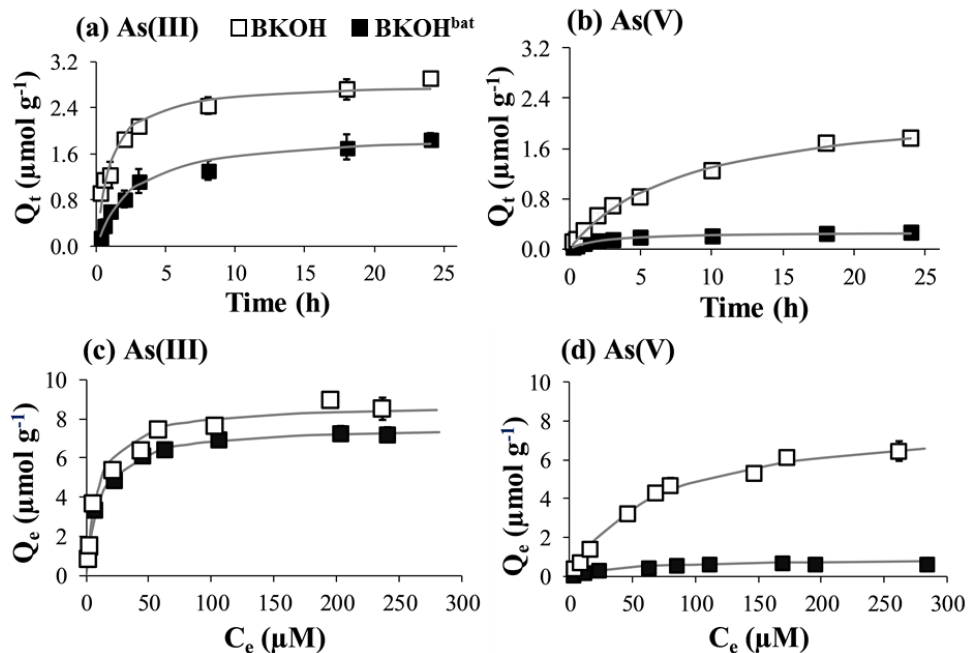 (a) As(III) BKOH BKOH^bat
Q_t (µmol g⁻¹)
3.2
2.4
1.6
0.8
0.0
0 5 10 15 20 25
Time (h)
(b) As(V)
Q_t (µmol g⁻¹)
3.2
2.4
1.6
0.8
0.0
0 5 10 15 20 25
Time (h)
(c) As(III)
Q_e (µmol g⁻¹)
10
8
6
4
2
0
0 50 100 150 200 250 300
C_e (µM)
(d) As(V)
Q_e (µmol g⁻¹)
10
8
6
4
2
0
0 50 100 150 200 250 300
C_e (µM)